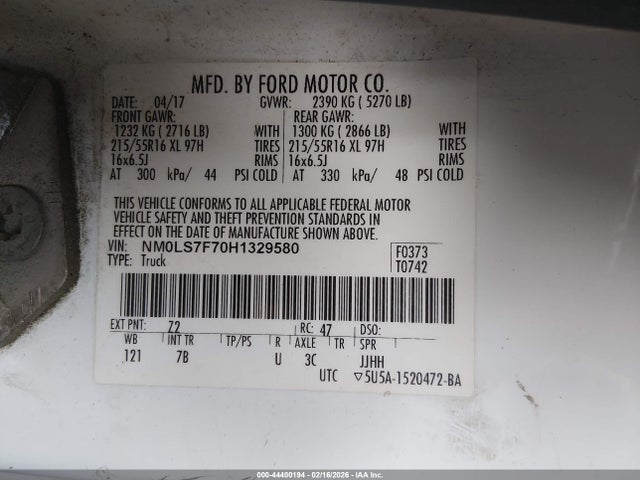 MFD. BY FORD MOTOR CO.
DATE: 04/17 GVWR: 2390 KG ( 5270 LB)
FRONT GAWR: REAR GAWR:
1232 KG ( 2716 LB) WITH 1300 KG ( 2866 LB) WITH
215/55R16 XL 97H TIRES 215/55R16 XL 97H TIRES
16x6.5J RIMS 16x6.5J RIMS
AT 300 kPa/ 44 PSI COLD AT 330 kPa/ 48 PSI COLD
THIS VEHICLE CONFORMS TO ALL APPLICABLE FEDERAL MOTOR
VEHICLE SAFETY AND THEFT PREVENTION STANDARDS IN
EFFECT ON THE DATE OF MANUFACTURE SHOWN ABOVE.
VIN: NM0LS7F70H1329580 F0373
TYPE: Truck T0742
EXT PNT: Z2 RC: 47 DSO:
WB INT TR TP/PS R AXLE TR SPR
121 7B U 3C JJHH
UTC ▽5U5A-1520472-BA
000-44400194 - 02/16/2026 - IAAI.COM